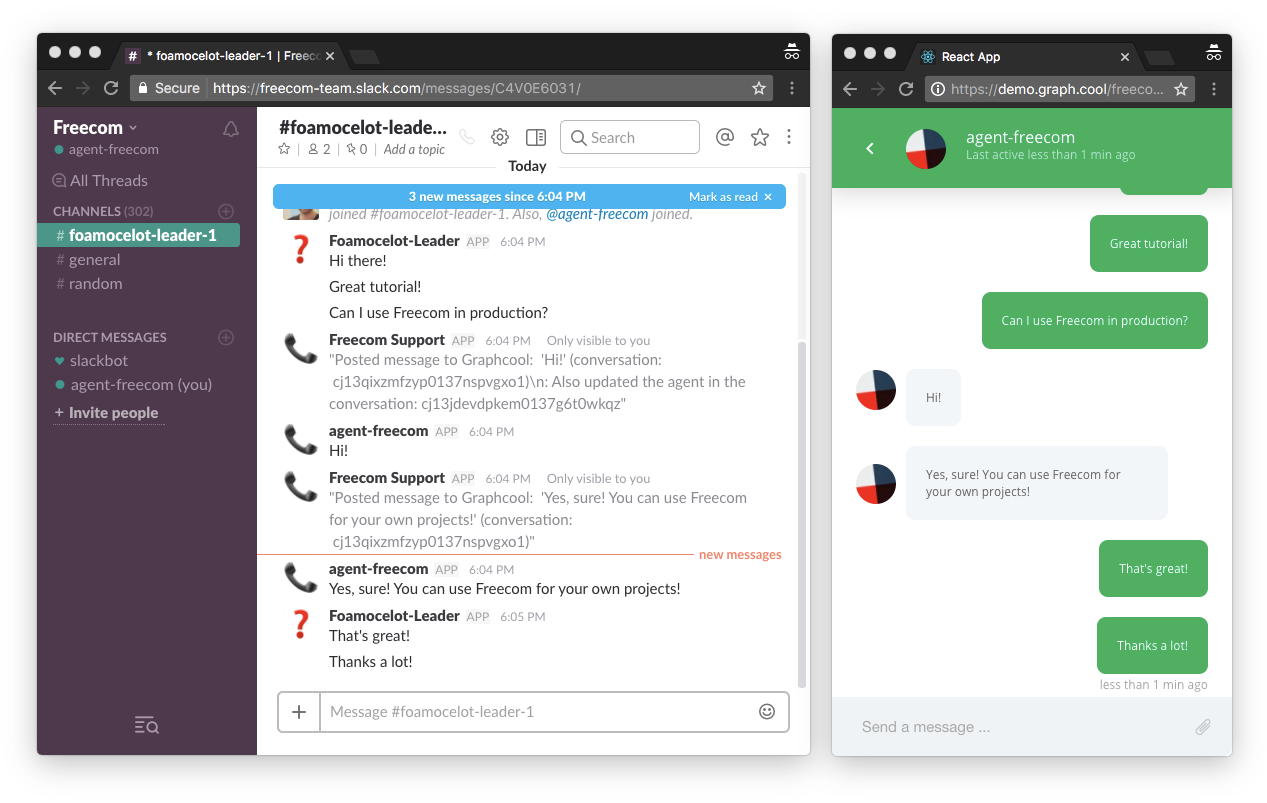 * foamocelot-leader-1 | Freec
Secure
https://freecom-team.slack.com/messages/C4V0E6031/
Freecom
agent-freecom
All Threads
CHANNELS (302)
# foamocelot-leader-1
# general
# random
DIRECT MESSAGES
slackbot
agent-freecom (you)
+ Invite people
#foamocelot-leade...
2 | 0 | Add a topic
Search
Today
3 new messages since 6:04 PM
Mark as read ×
joined #foamocelot-leader-1. Also, @agent-freecom joined.
Foamocelot-Leader APP 6:04 PM
Hi there!
Great tutorial!
Can I use Freecom in production?
Freecom Support APP 6:04 PM Only visible to you
"Posted message to Graphcool:  'Hi!' (conversation:
cj13qixzmfzyp0137nspvgxo1)\n: Also updated the agent in the
conversation: cj13jdevdpkem0137g6t0wkqz"
agent-freecom APP 6:04 PM
Hi!
Freecom Support APP 6:04 PM Only visible to you
"Posted message to Graphcool:  'Yes, sure! You can use Freecom
for your own projects!' (conversation:
cj13qixzmfzyp0137nspvgxo1)"
new messages
agent-freecom APP 6:04 PM
Yes, sure! You can use Freecom for your own projects!
Foamocelot-Leader APP 6:05 PM
That's great!
Thanks a lot!
Message #foamocelot-leader-1
React App
https://demo.graph.cool/freeco...
agent-freecom
Last active less than 1 min ago
Great tutorial!
Can I use Freecom in production?
Hi!
Yes, sure! You can use Freecom for
your own projects!
That's great!
Thanks a lot!
less than 1 min ago
Send a message ...